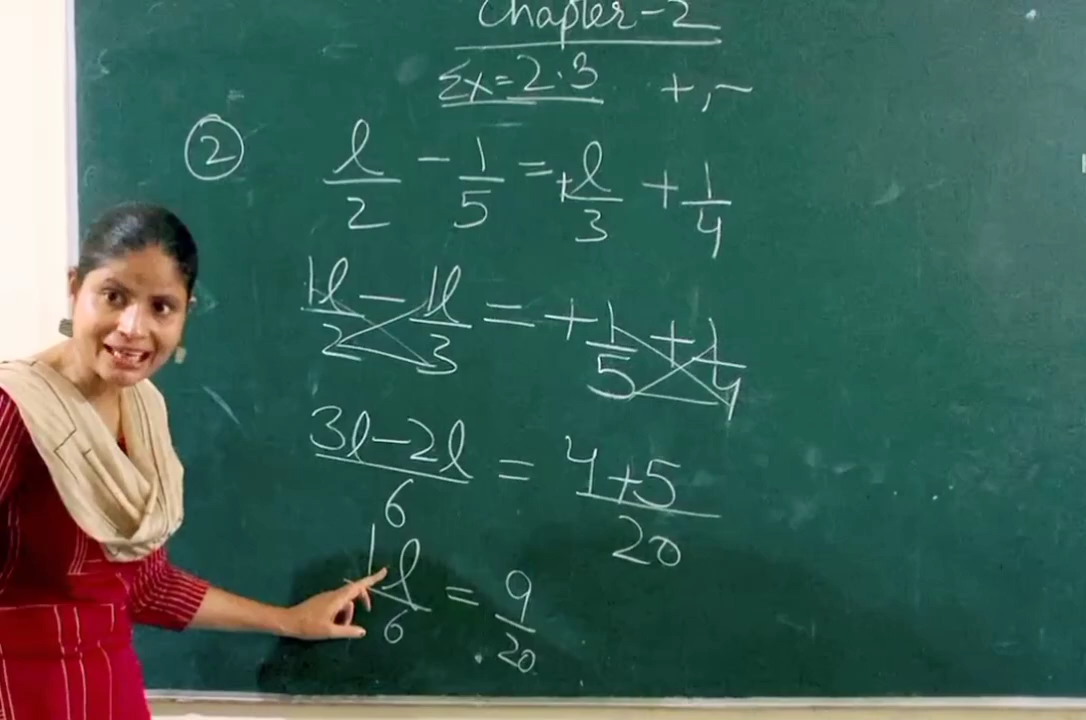 Chapter-2
Ex=2.3 +,-
② l/2 - 1/5 = +l/3 + 1/4
1l/2 - 1l/3 = +1/5 + 1/4
3l-2l/6 = 4+5/20
1l/6 = 9/20